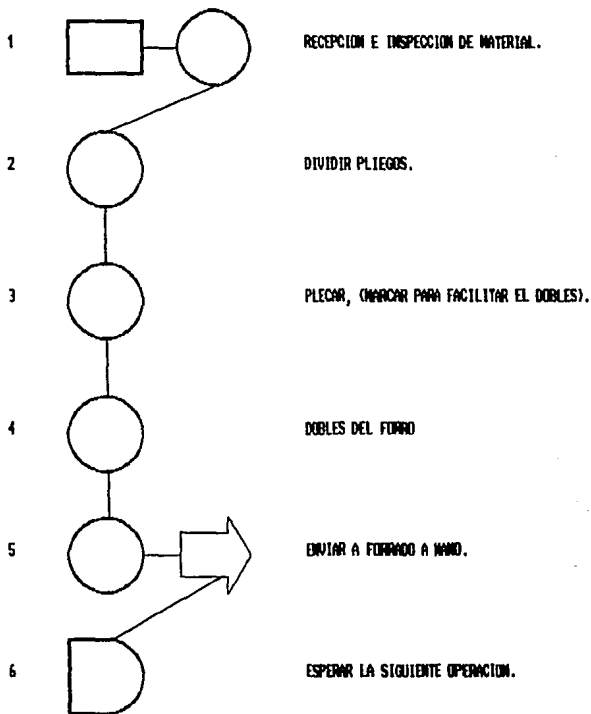 1 RECEPCION E INSPECCION DE MATERIAL.
2 DIVIDIR PLIEGOS.
3 PLECAR, (MARCAR PARA FACILITAR EL DOBLES).
4 DOBLES DEL FORRO
5 ENVIAR A FORRADO A MANO.
6 ESPERAR LA SIGUIENTE OPERACION.